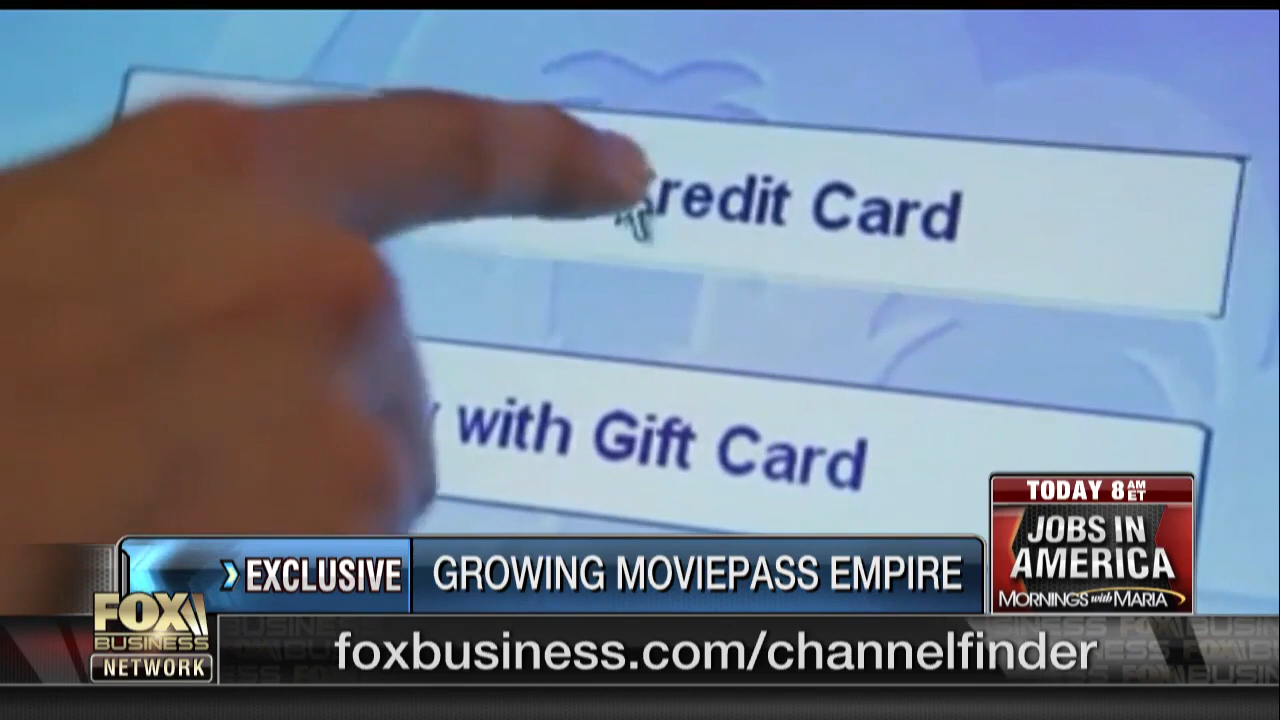 redit Card
with Gift Card
TODAY 8 AM ET
JOBS IN
AMERICA
MORNINGS with MARIA
EXCLUSIVE
GROWING MOVIEPASS EMPIRE
FOX
BUSINESS
NETWORK
foxbusiness.com/channelfinder